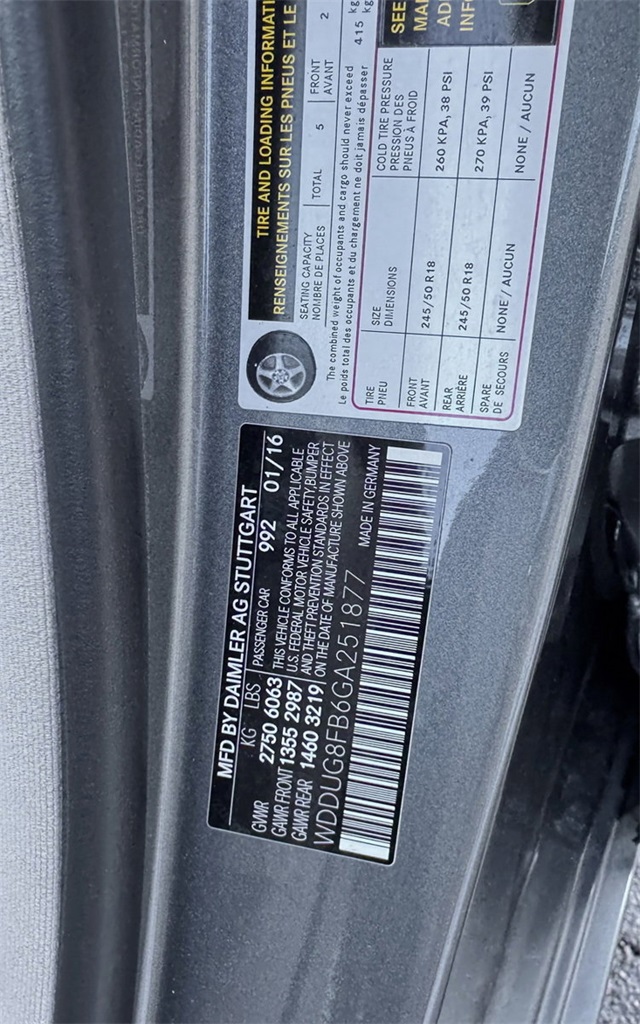 MFD BY DAIMLER AG STUTTGART
KG LBS PASSENGER CAR 992 01/16
GVWR 2750 6063 THIS VEHICLE CONFORMS TO ALL APPLICABLE
GAWR FRONT 1355 2987 U.S. FEDERAL MOTOR VEHICLE SAFETY,BUMPER
GAWR REAR 1460 3219 AND THEFT PREVENTION STANDARDS IN EFFECT
ON THE DATE OF MANUFACTURE SHOWN ABOVE
WDDUG8FB6GA251877 MADE IN GERMANY
TIRE AND LOADING INFORMATI
RENSEIGNEMENTS SUR LES PNEUS ET LE
SEATING CAPACITY
NOMBRE DE PLACES
TOTAL 5
FRONT 2
AVANT
The combined weight of occupants and cargo should never exceed 415 kg
Le poids total des occupants et du chargement ne doit jamais dépasser kg
TIRE
PNEU
SIZE
DIMENSIONS
COLD TIRE PRESSURE
PRESSION DES
PNEUS À FROID
FRONT
AVANT
245/50 R18
260 KPA, 38 PSI
REAR
ARRIÈRE
245/50 R18
270 KPA, 39 PSI
SPARE
DE SECOURS
NONE / AUCUN
NONE / AUCUN
SEE
MA
AD
INF